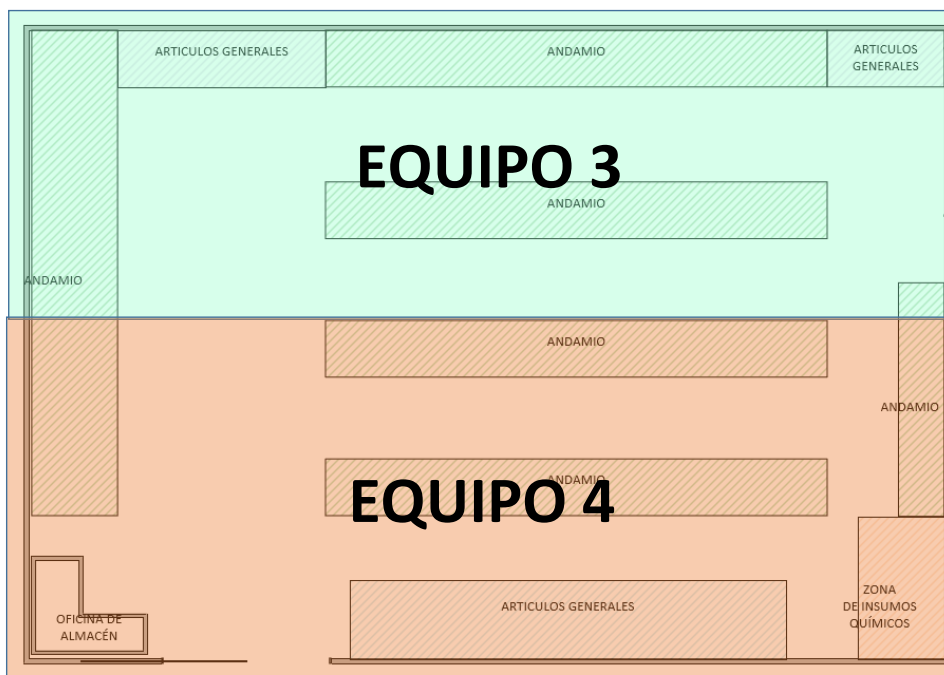 ARTICULOS GENERALES
ANDAMIO
ARTICULOS
GENERALES
EQUIPO 3
ANDAMIO
ANDAMIO
ANDAMIO
ANDAMIO
ANDAMIO
EQUIPO 4
OFICINA DE
ALMACÉN
ARTICULOS GENERALES
ZONA
DE INSUMOS
QUÍMICOS